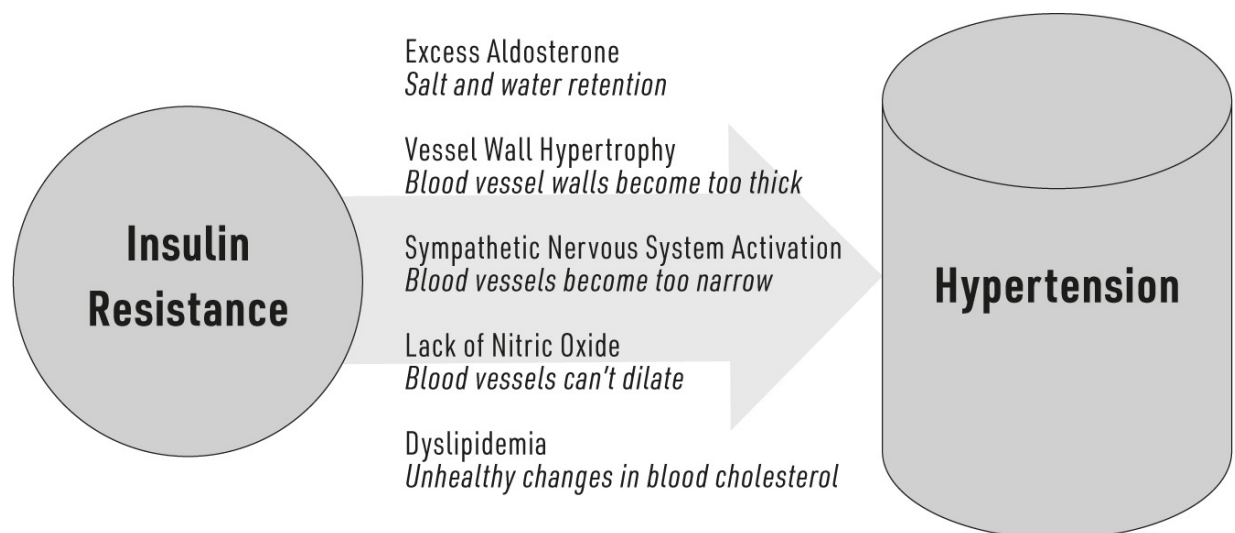 Insulin
Resistance
Excess Aldosterone
Salt and water retention
Vessel Wall Hypertrophy
Blood vessel walls become too thick
Sympathetic Nervous System Activation
Blood vessels become too narrow
Lack of Nitric Oxide
Blood vessels can’t dilate
Dyslipidemia
Unhealthy changes in blood cholesterol
Hypertension